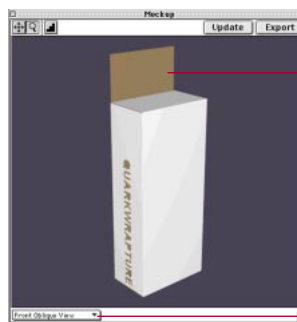 Mockup
Update
Export
QUARKWRAPTURE
Front Oblique View